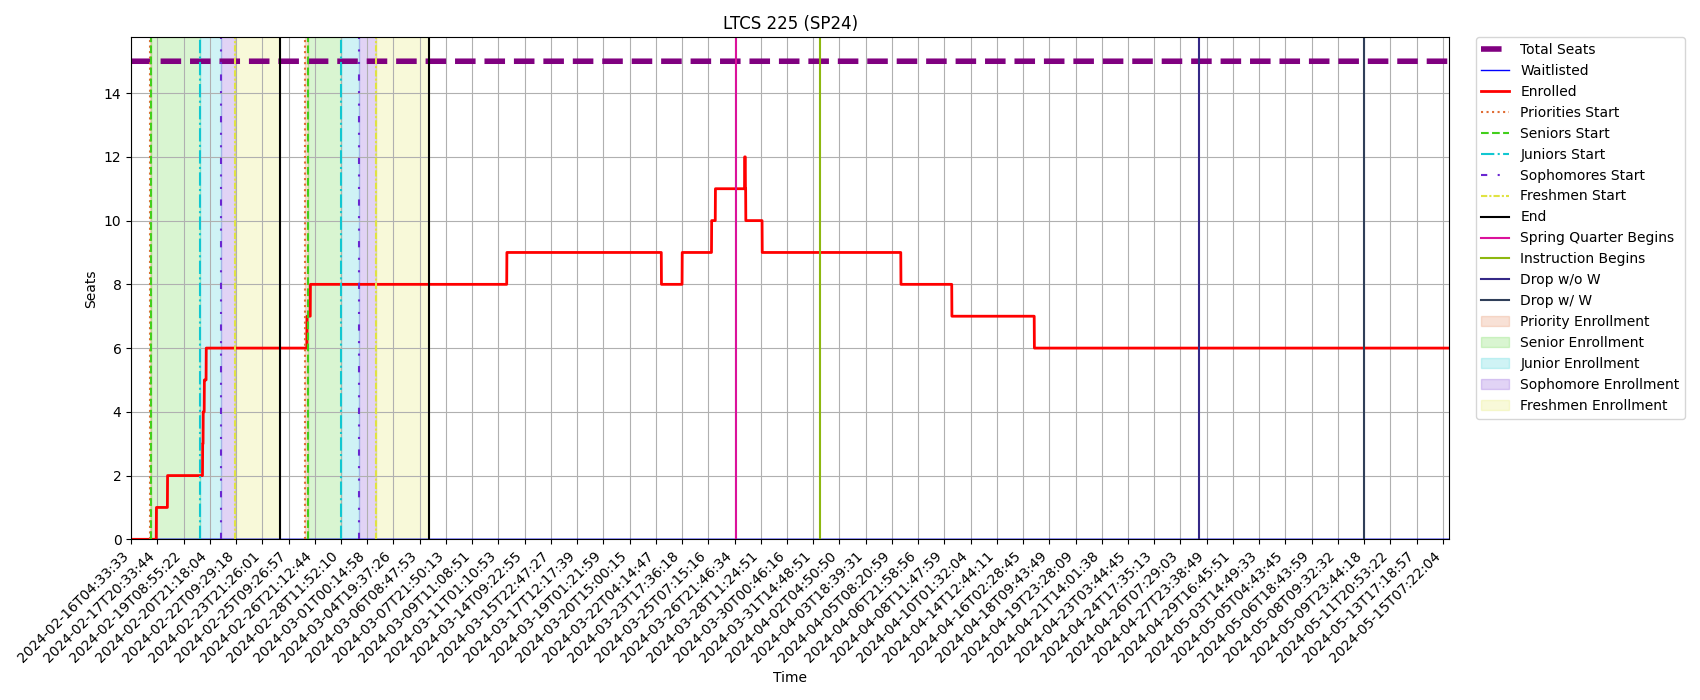 LTCS 225 (SP24)
Seats
14
12
10
8
6
4
2
0
2024-02-16T04:33:33
2024-02-17T20:33:44
2024-02-19T08:55:22
2024-02-20T21:18:04
2024-02-22T09:29:18
2024-02-23T21:26:01
2024-02-25T09:26:57
2024-02-26T21:12:44
2024-02-28T11:52:10
2024-03-01T00:14:58
2024-03-04T19:37:26
2024-03-06T08:47:53
2024-03-07T21:50:13
2024-03-09T11:08:51
2024-03-11T01:10:53
2024-03-14T09:22:55
2024-03-15T22:47:27
2024-03-17T12:17:39
2024-03-19T01:21:59
2024-03-20T15:00:15
2024-03-22T04:14:47
2024-03-23T17:36:18
2024-03-25T07:15:16
2024-03-26T21:46:34
2024-03-28T11:24:51
2024-03-30T00:46:16
2024-03-31T14:48:51
2024-04-02T04:50:50
2024-04-03T18:39:31
2024-04-05T08:20:59
2024-04-06T21:58:56
2024-04-08T11:47:59
2024-04-10T01:32:04
2024-04-14T12:44:11
2024-04-16T02:28:45
2024-04-18T09:43:49
2024-04-19T23:28:09
2024-04-21T14:01:38
2024-04-23T03:44:45
2024-04-24T17:35:13
2024-04-26T07:29:03
2024-04-27T23:38:49
2024-04-29T16:45:51
2024-05-03T14:49:33
2024-05-05T04:43:45
2024-05-06T18:43:59
2024-05-08T09:32:32
2024-05-09T23:44:18
2024-05-11T20:53:22
2024-05-13T17:18:57
2024-05-15T07:22:04
Time
Total Seats
Waitlisted
Enrolled
Priorities Start
Seniors Start
Juniors Start
Sophomores Start
Freshmen Start
End
Spring Quarter Begins
Instruction Begins
Drop w/o W
Drop w/ W
Priority Enrollment
Senior Enrollment
Junior Enrollment
Sophomore Enrollment
Freshmen Enrollment